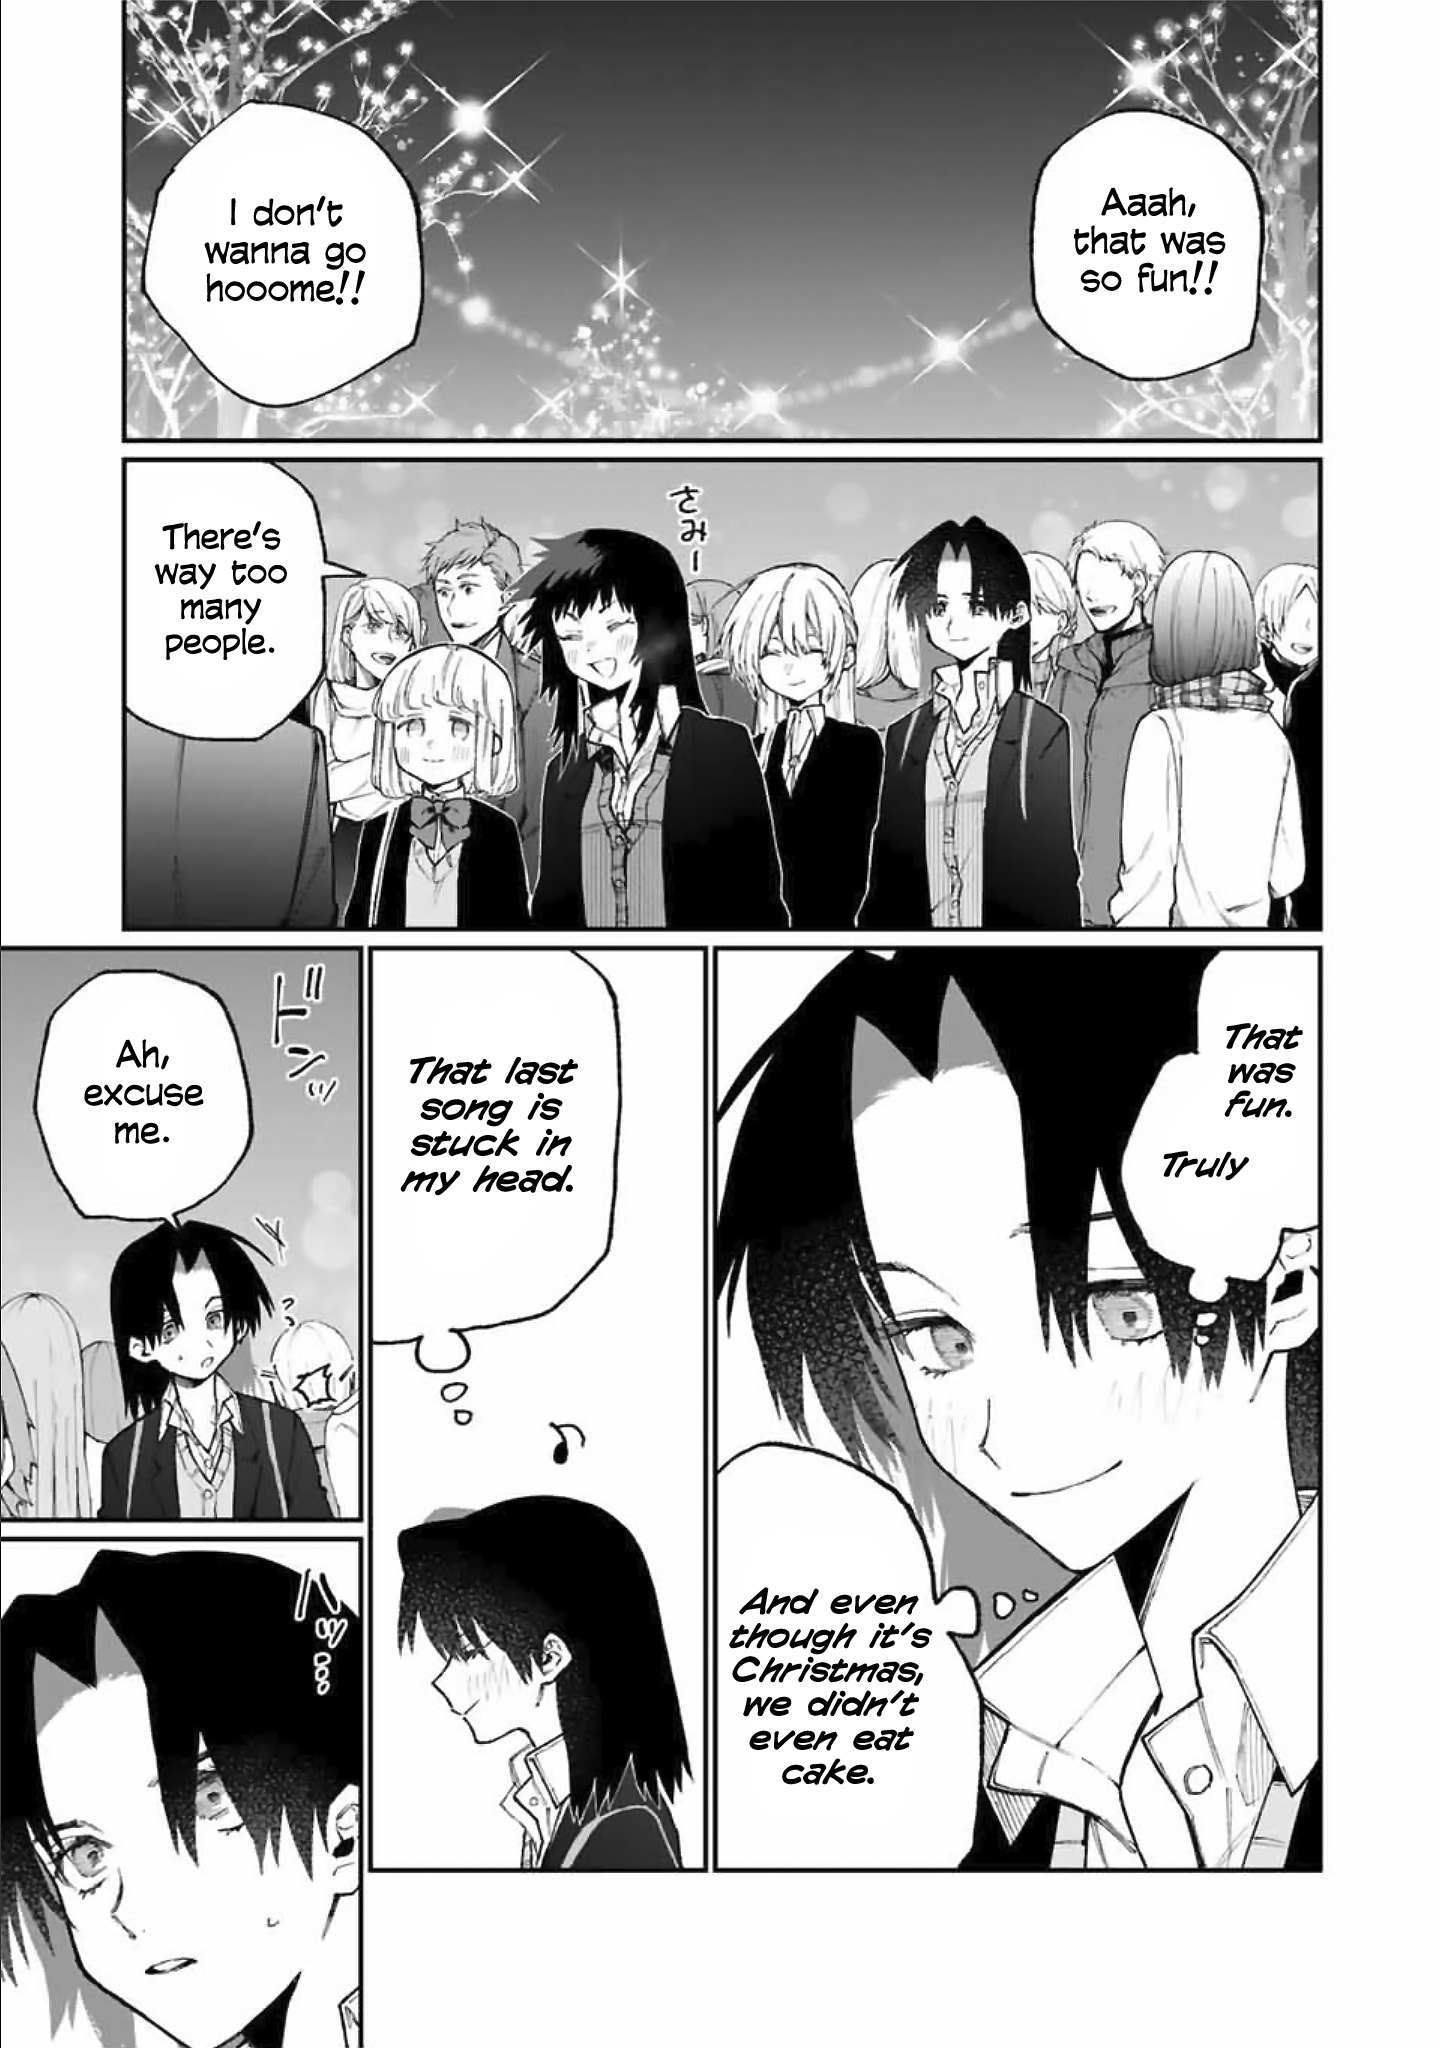 Aaah,
that was
so fun!!
I don't
wanna go
hooome!!
さみー
There's
way too
many
people.
That
was
fun.
Truly
And even
though it's
Christmas,
we didn't
even eat
cake.
That last
song is
stuck in
my head.
ドンッ
Ah,
excuse
me.
ハッ…